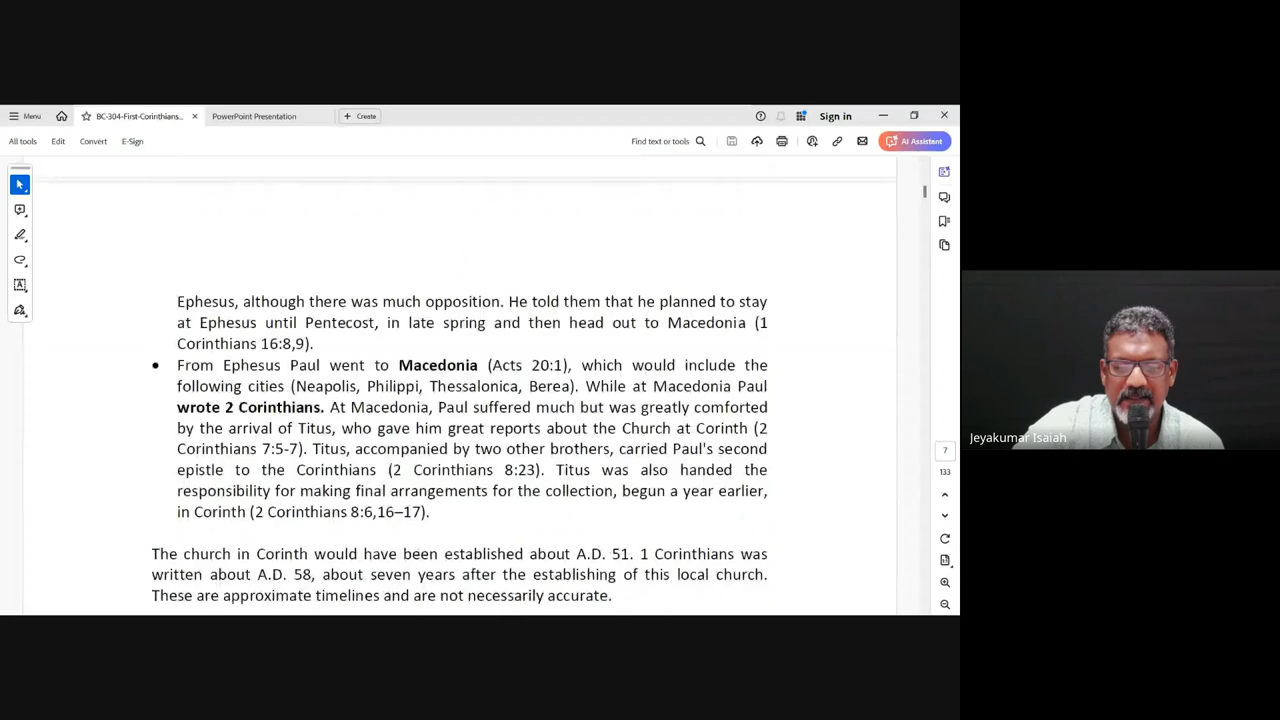 Menu
BC-304-First-Corinthians...
PowerPoint Presentation
Create
Sign in
All tools
Edit
Convert
E-Sign
Find text or tools
AI Assistant
Ephesus, although there was much opposition. He told them that he planned to stay
at Ephesus until Pentecost, in late spring and then head out to Macedonia (1
Corinthians 16:8,9).
• From Ephesus Paul went to Macedonia (Acts 20:1), which would include the
following cities (Neapolis, Philippi, Thessalonica, Berea). While at Macedonia Paul
wrote 2 Corinthians. At Macedonia, Paul suffered much but was greatly comforted
by the arrival of Titus, who gave him great reports about the Church at Corinth (2
Corinthians 7:5-7). Titus, accompanied by two other brothers, carried Paul's second
epistle to the Corinthians (2 Corinthians 8:23). Titus was also handed the
responsibility for making final arrangements for the collection, begun a year earlier,
in Corinth (2 Corinthians 8:6,16–17).
The church in Corinth would have been established about A.D. 51. 1 Corinthians was
written about A.D. 58, about seven years after the establishing of this local church.
These are approximate timelines and are not necessarily accurate.
7
133
Jeyakumar Isaiah